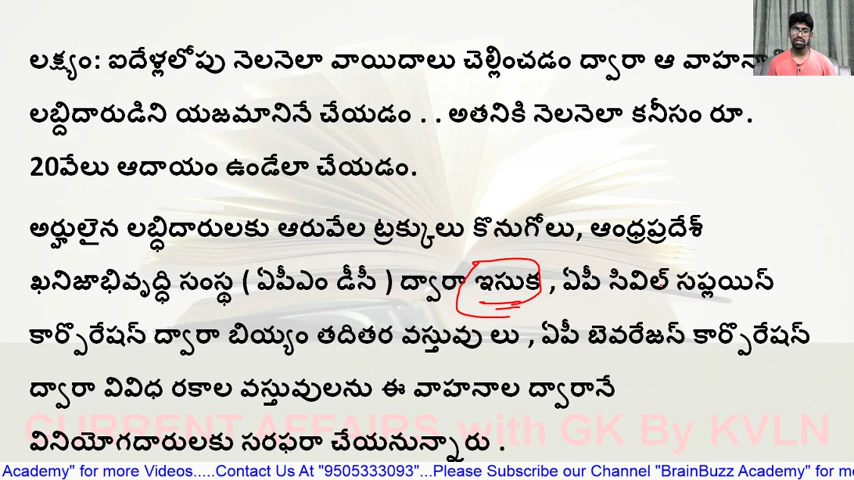 లక్ష్యం: ఐదేళ్లలోపు నెలనెలా వాయిదాలు చెల్లించడం ద్వారా ఆ
లబ్దిదారుడిని యజమానినే చేయడం . . అతనికి నెలనెలా కనీసం రూ.
20వేలు ఆదాయం ఉండేలా చేయడం.
అర్హులైన లబ్ధిదారులకు ఆరువేల ట్రక్కులు కొనుగోలు, ఆంధ్రప్రదేశ్
ఖనిజాభివృద్ధి సంస్థ ( ఏపీఎం డీసీ ) ద్వారా ఇసుక , ఏపీ సివిల్ సప్లయిస్
కార్పొరేషస్ ద్వారా బియ్యం తదితర వస్తువు లు , ఏపీ బెవరేజస్ కార్పొరేషస్
ద్వారా వివిధ రకాల వస్తువులను ఈ వాహనాల ద్వారానే
CURRENT AFFAIRS with GK By KVLN
వినియోగదారులకు సరఫరా చేయనున్నారు .
Academy" for more Videos.....Contact Us At "9505333093"...Please Subscribe our Channel "BrainBuzz Academy" for